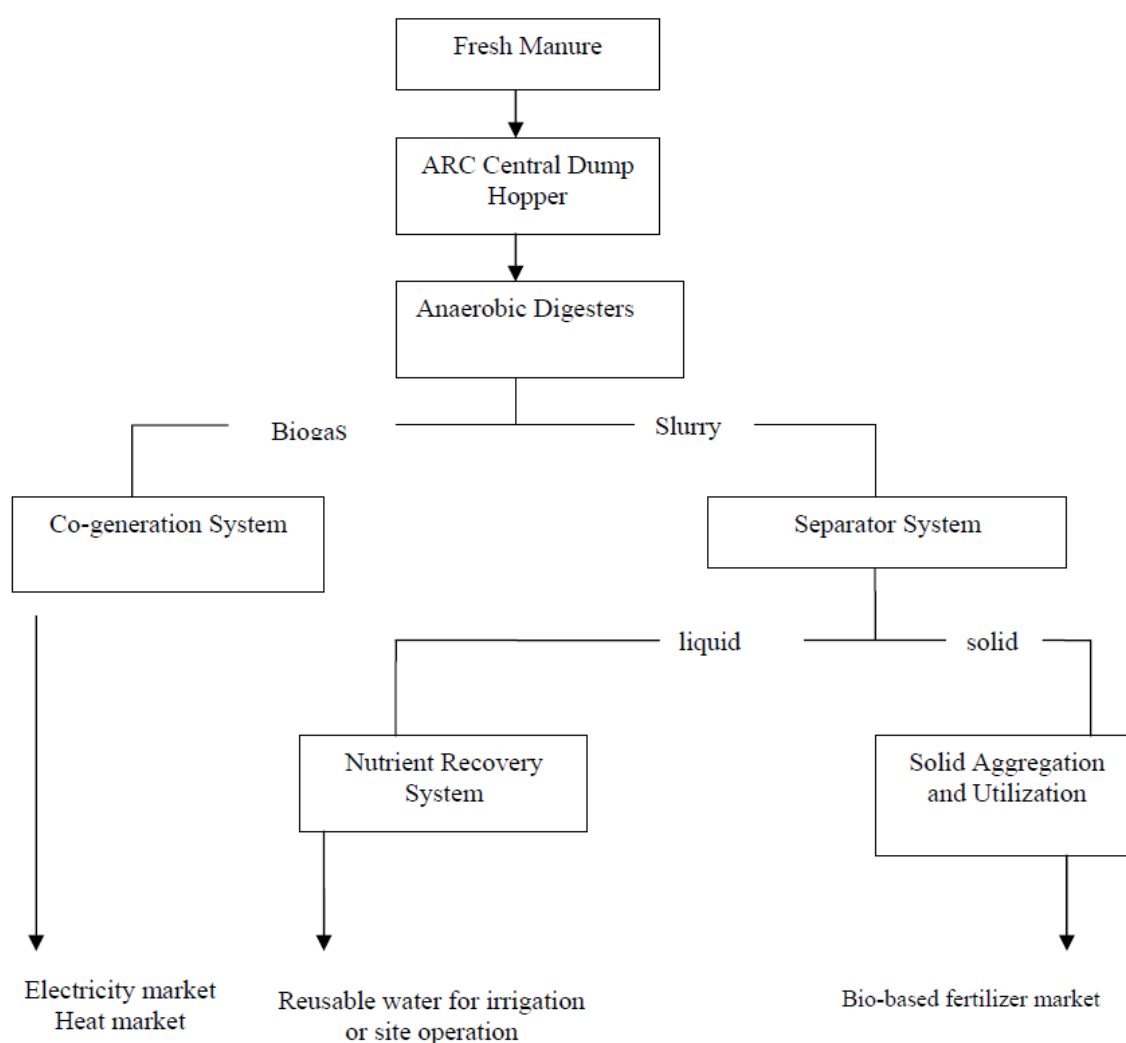 Fresh Manure
ARC Central Dump
Hopper
Anaerobic Digesters
Biogas
Slurry
Co-generation System
Separator System
liquid
solid
Nutrient Recovery
System
Solid Aggregation
and Utilization
Electricity market
Heat market
Reusable water for irrigation
or site operation
Bio-based fertilizer market